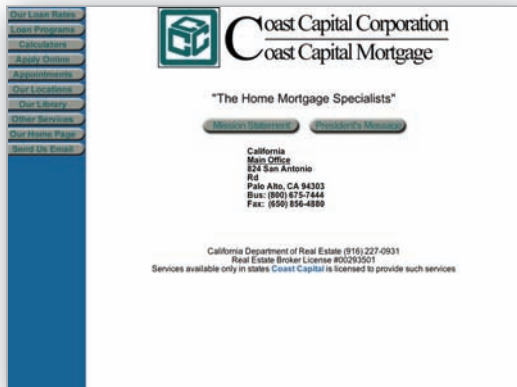 Our Loan Rates
Loan Programs
Calculators
Apply Online
Appointments
Our Locations
Our Library
Other Services
Our Home Page
Send Us Email
CCC
Coast Capital Corporation
Coast Capital Mortgage
"The Home Mortgage Specialists"
Mission Statement
President's Message
California
Main Office
824 San Antonio
Rd
Palo Alto, CA 94303
Bus: (800) 675-7444
Fax: (650) 856-4880
California Department of Real Estate (916) 227-0931
Real Estate Broker License #00293501
Services available only in states Coast Capital is licensed to provide such services